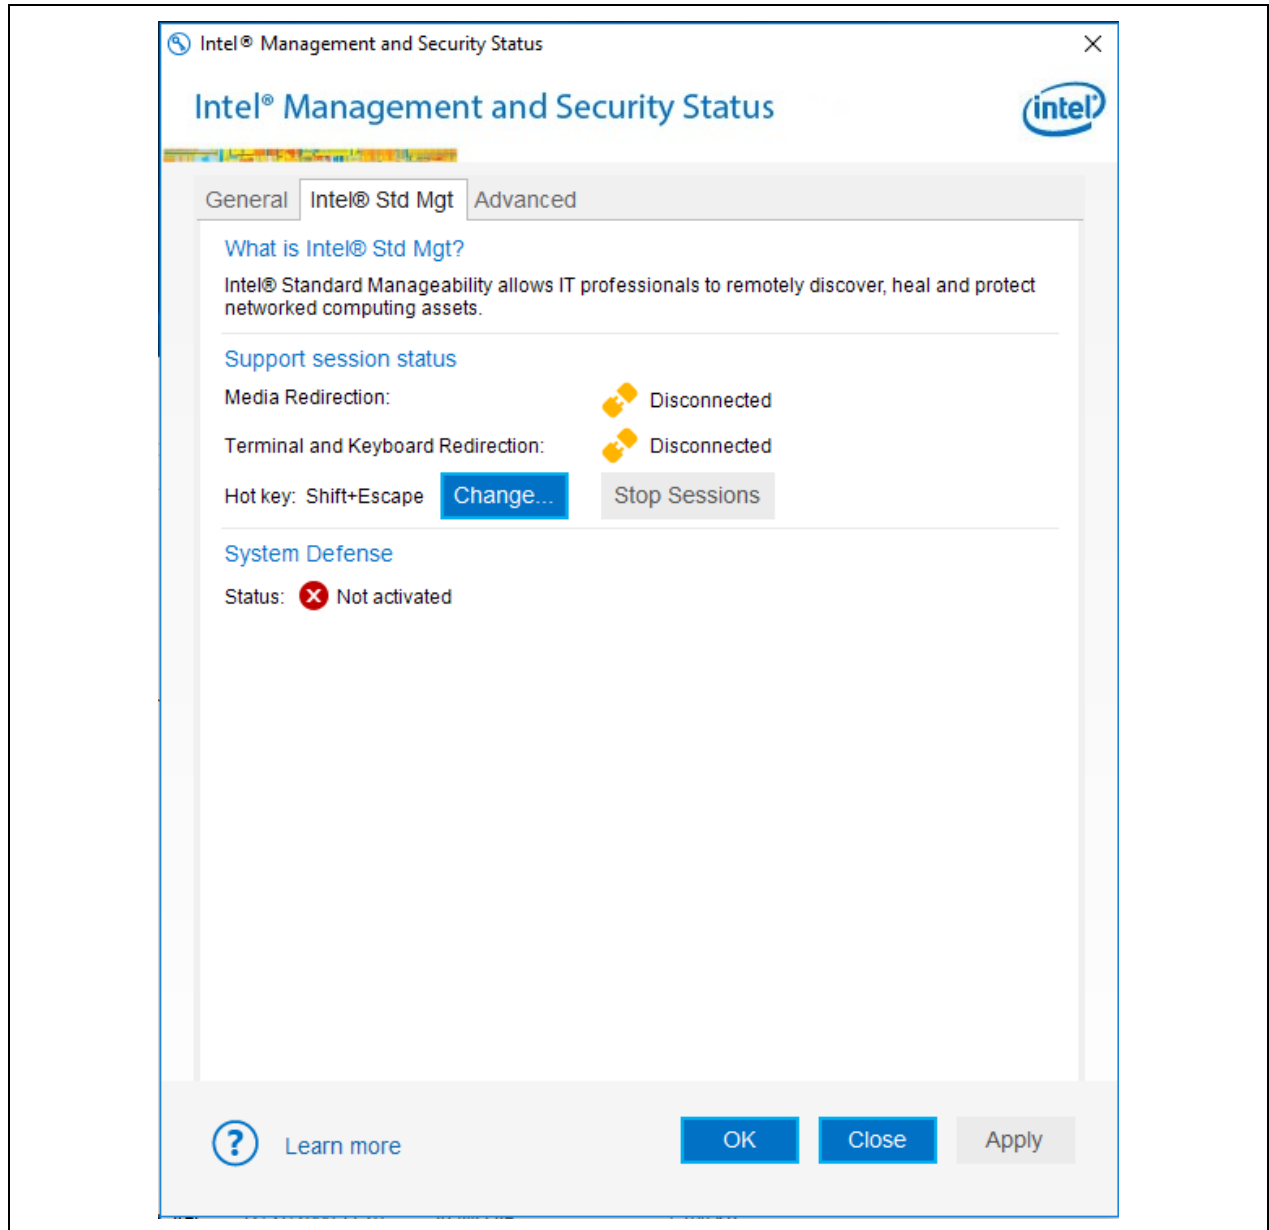 Intel® Management and Security Status
Intel® Management and Security Status
intel
General Intel® Std Mgt Advanced
What is Intel® Std Mgt?
Intel® Standard Manageability allows IT professionals to remotely discover, heal and protect
networked computing assets.
Support session status
Media Redirection: Disconnected
Terminal and Keyboard Redirection: Disconnected
Hot key: Shift+Escape Change... Stop Sessions
System Defense
Status: Not activated
? Learn more OK Close Apply